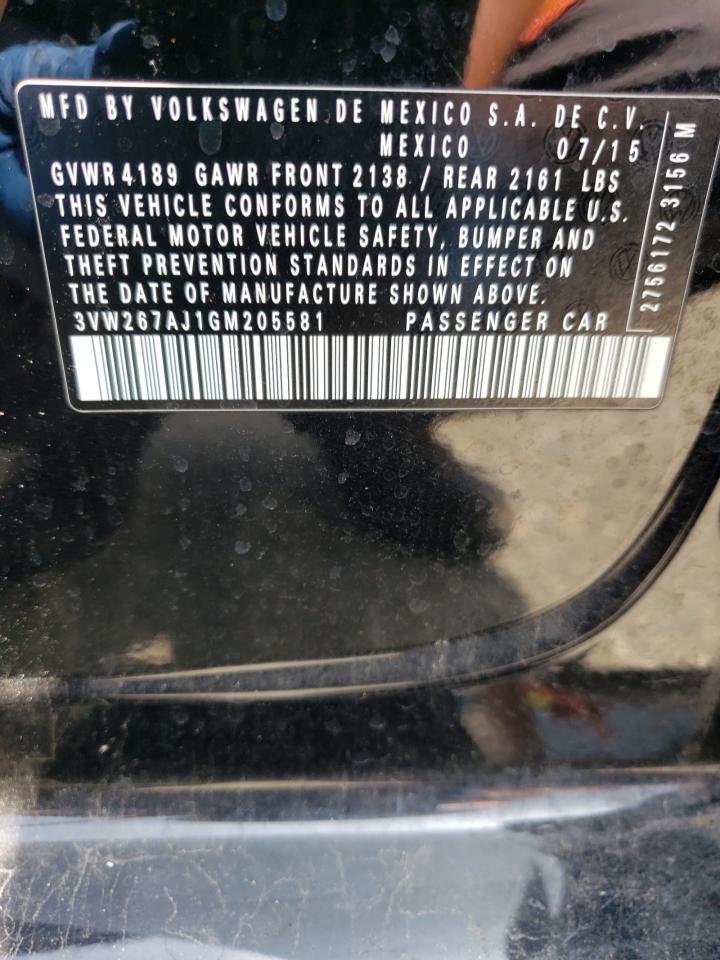 MFD BY VOLKSWAGEN DE MEXICO S.A. DE C.V.
MEXICO 07/15
GVWR 4189 GAWR FRONT 2138 / REAR 2161 LBS
THIS VEHICLE CONFORMS TO ALL APPLICABLE U.S.
FEDERAL MOTOR VEHICLE SAFETY, BUMPER AND
THEFT PREVENTION STANDARDS IN EFFECT ON
THE DATE OF MANUFACTURE SHOWN ABOVE.
3VW267AJ1GM205581 PASSENGER CAR
2756172 3156 M